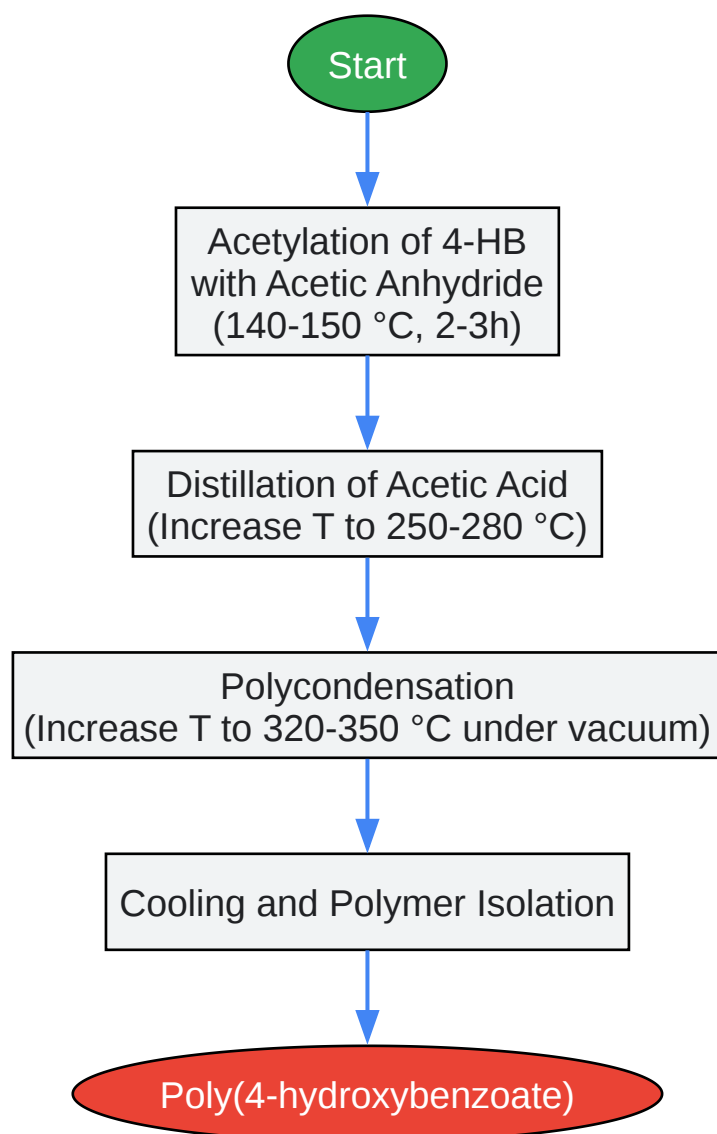 Start
Acetylation of 4-HB
with Acetic Anhydride
(140-150 °C, 2-3h)
Distillation of Acetic Acid
(Increase T to 250-280 °C)
Polycondensation
(Increase T to 320-350 °C under vacuum)
Cooling and Polymer Isolation
Poly(4-hydroxybenzoate)